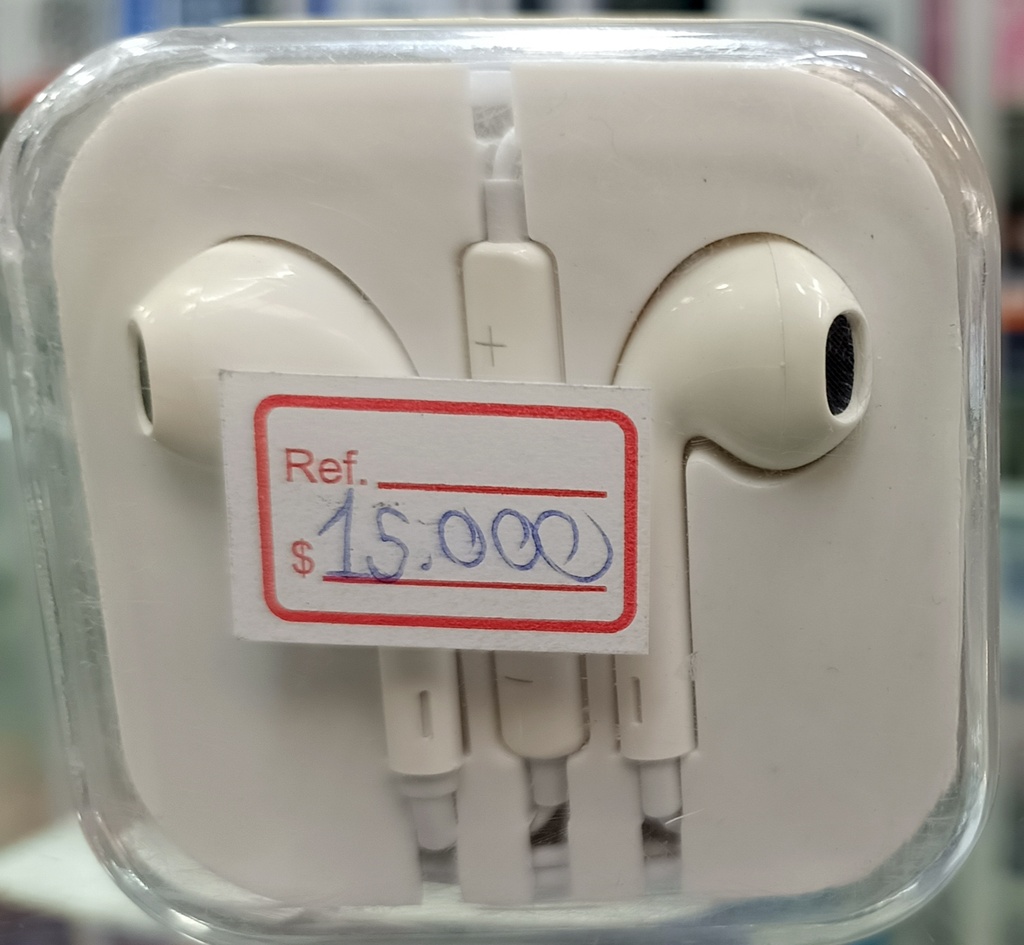 +
Ref.
$ 15.000
-